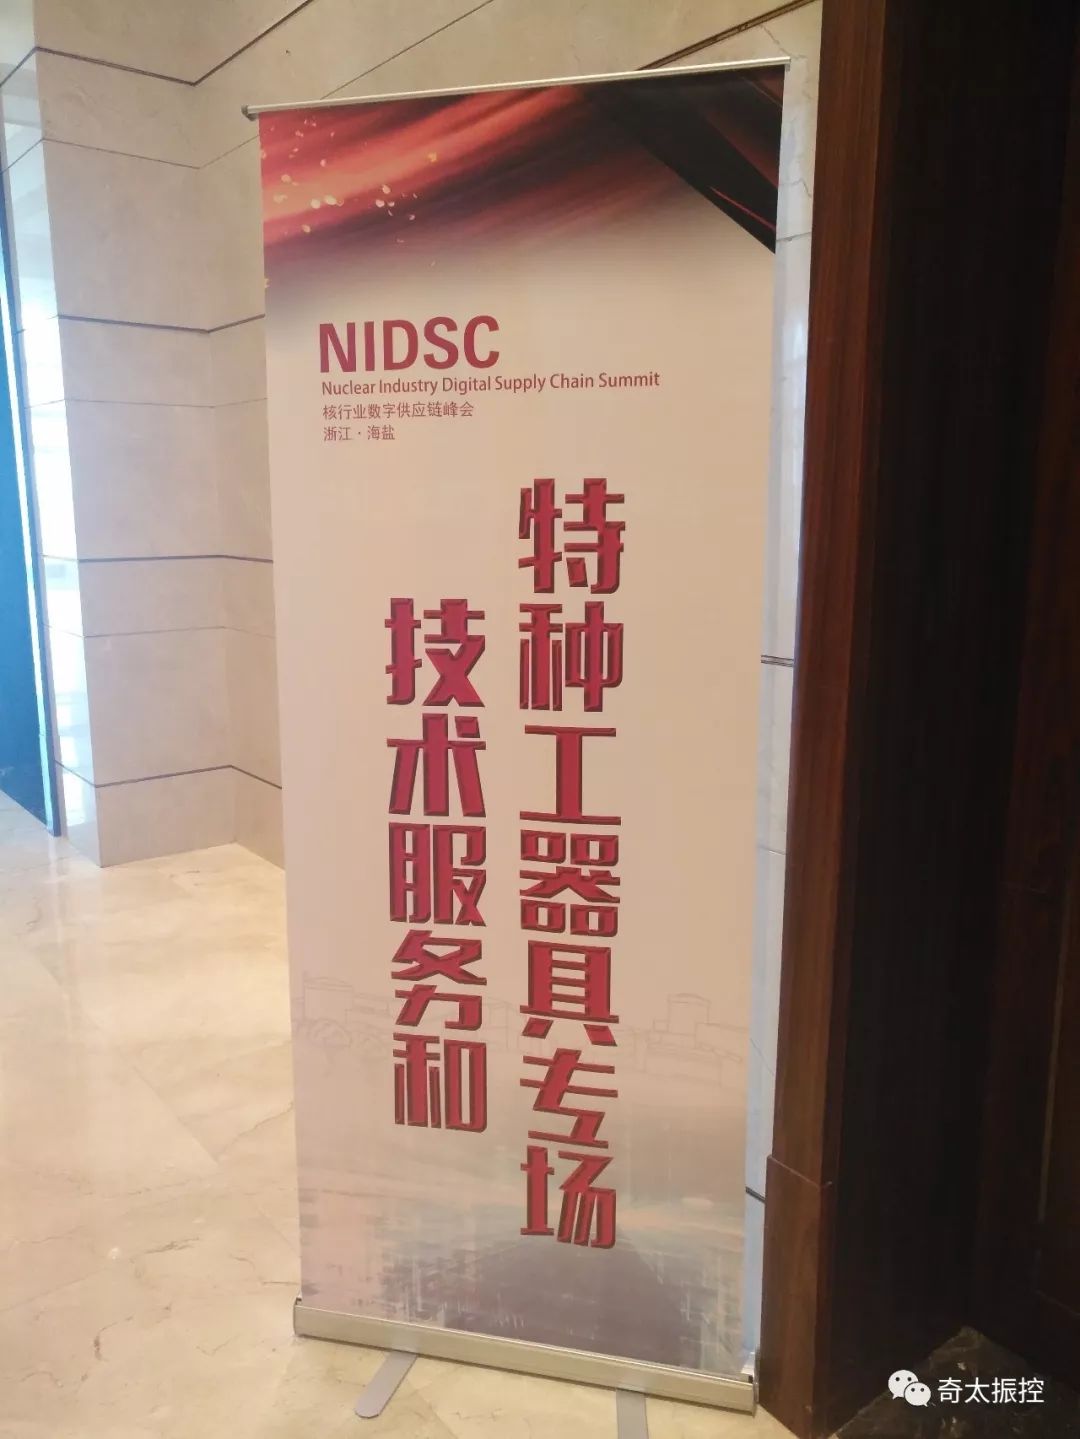 NIDSC
Nuclear Industry Digital Supply Chain Summit
核行业数字供应链峰会
浙江·海盐
技术服务和
特种工器具专场
奇太振控